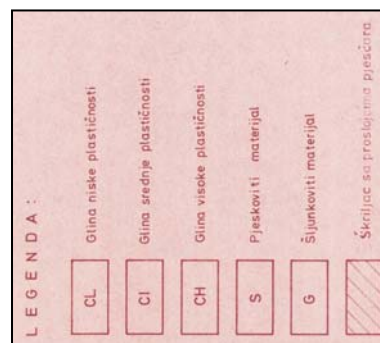 LEGENDA:
CL Glina niske plastičnosti
CI Glina srednje plastičnosti
CH Glina visoke plastičnosti
S Pjeskoviti materijal
G Šljunkoviti materijal
Škriljac sa proslojcima pješčara